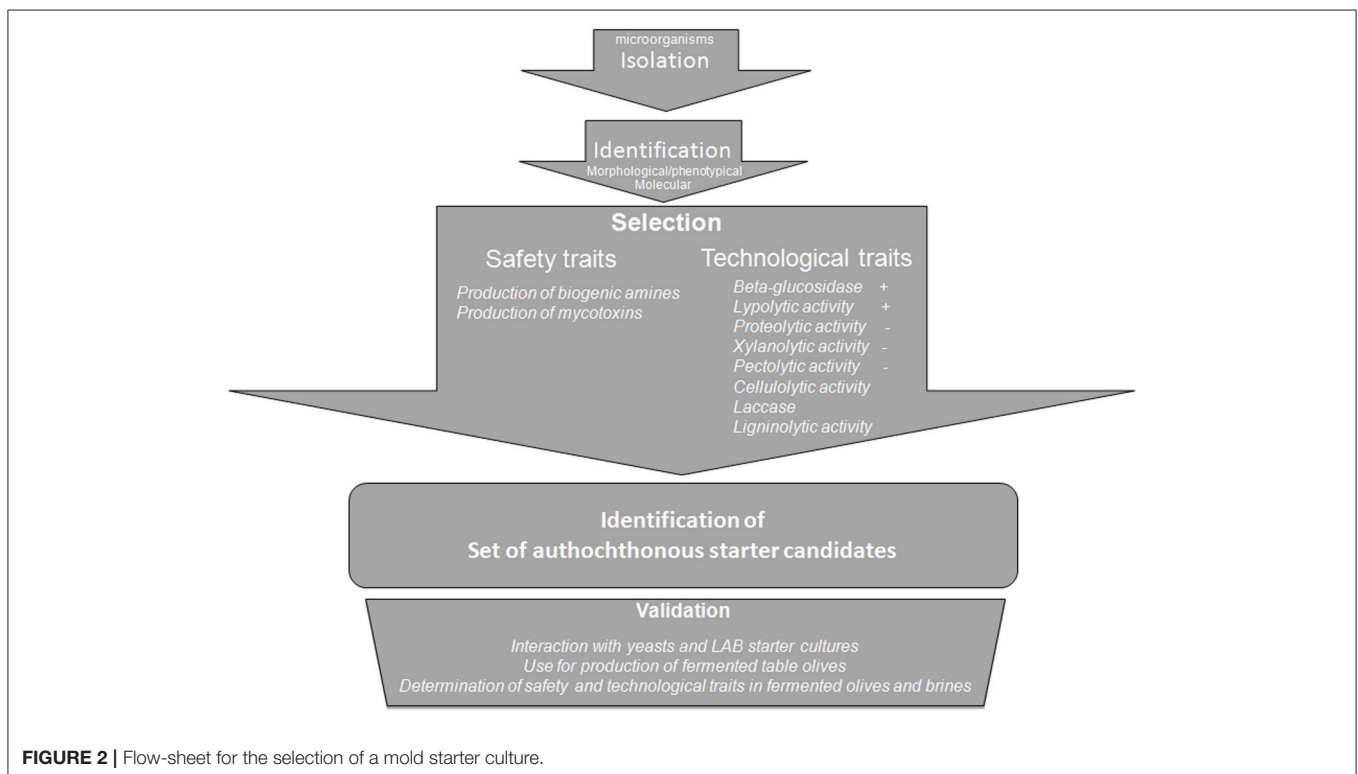 microorganisms
Isolation
Identification
Morphological/phenotypical
Molecular
Selection
Safety traits
Production of biogenic amines
Production of mycotoxins
Technological traits
Beta-glucosidase +
Lypolytic activity +
Proteolytic activity -
Xylanolytic activity -
Pectolytic activity -
Cellulolytic activity
Laccase
Ligninolytic activity
Identification of
Set of authochthonous starter candidates
Validation
Interaction with yeasts and LAB starter cultures
Use for production of fermented table olives
Determination of safety and technological traits in fermented olives and brines
FIGURE 2 | Flow-sheet for the selection of a mold starter culture.